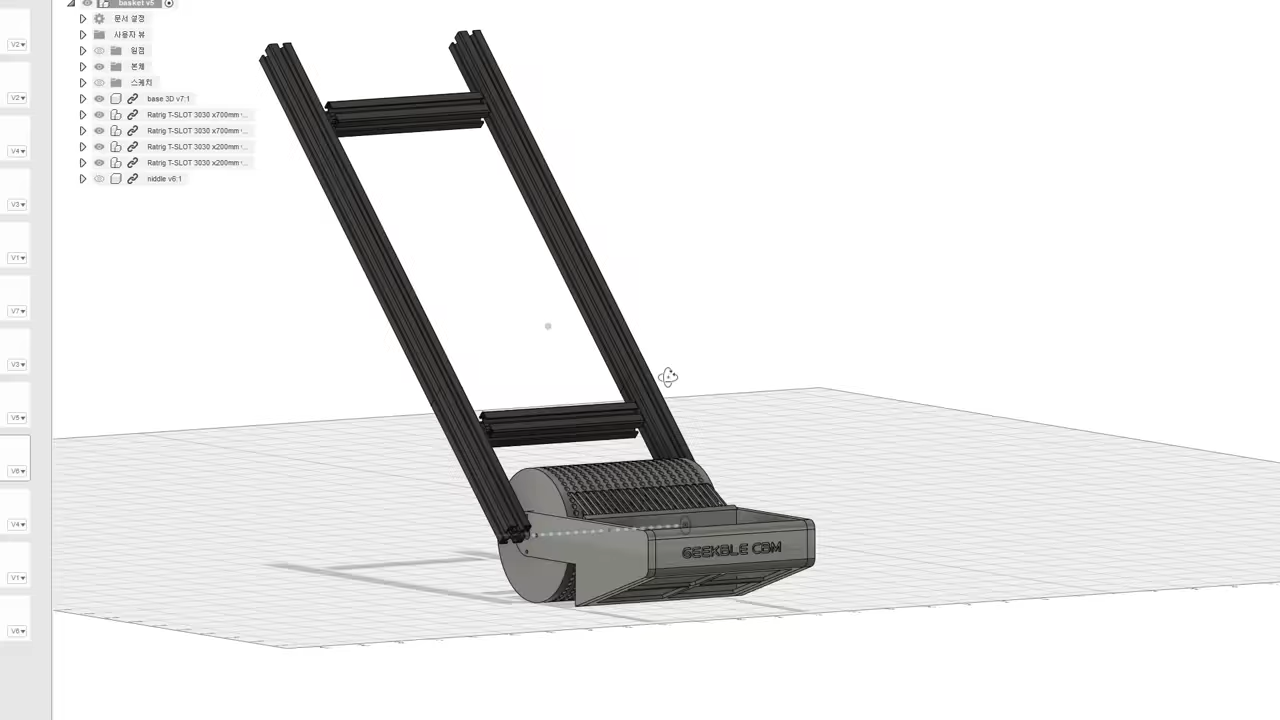 basket v5
문서 설정
사용자 뷰
원점
본체
스케치
base 3D v7:1
Ratrig T-SLOT 3030 x700mm v...
Ratrig T-SLOT 3030 x700mm v...
Ratrig T-SLOT 3030 x200mm v...
Ratrig T-SLOT 3030 x200mm v...
niddle v6:1
V2
V2
V4
V3
V1
V7
V3
V5
V6
V4
V1
V6
GEEKBLE CAM